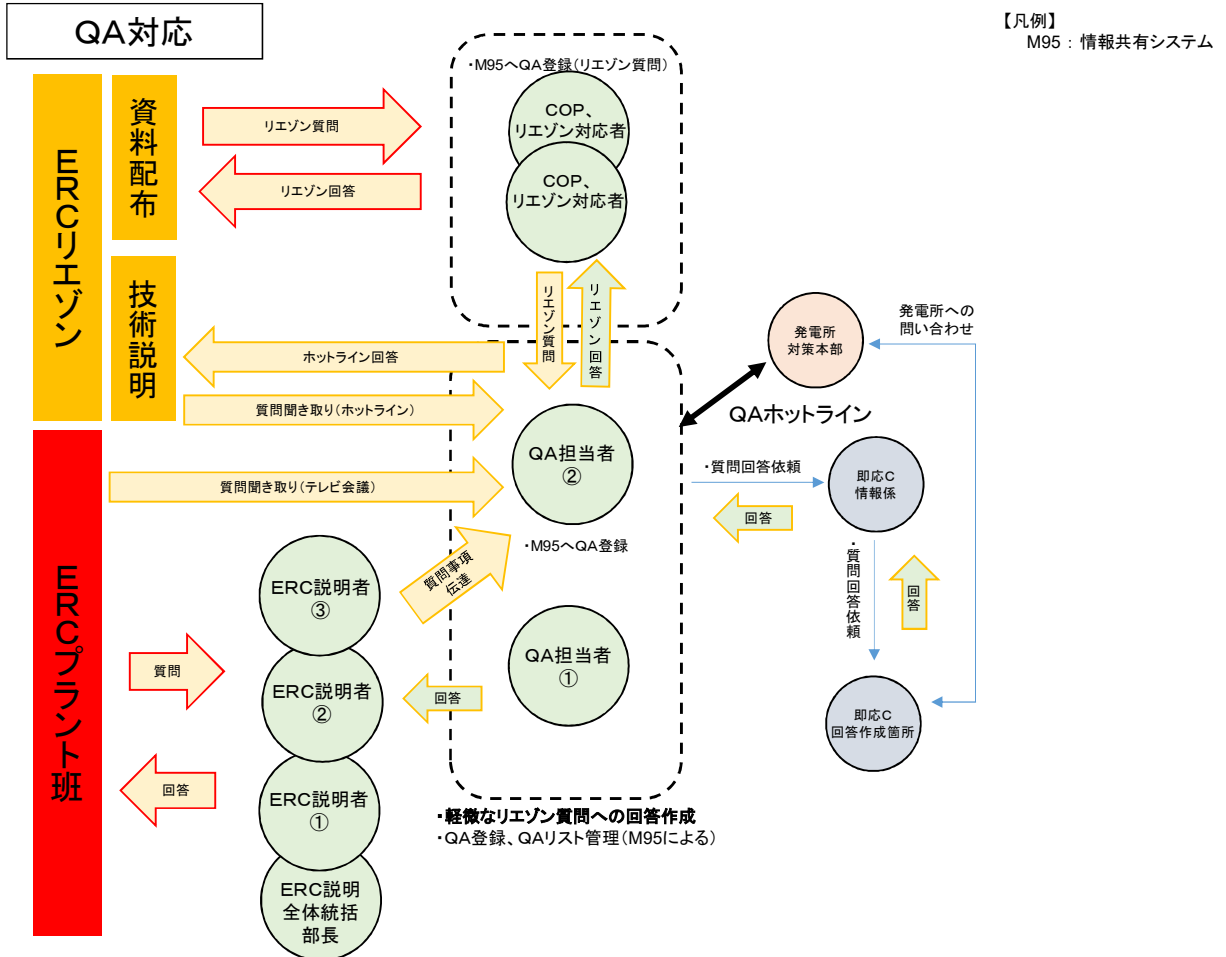 QA対応
【凡例】
M95 : 情報共有システム
ERCリエゾン
資料配布
技術説明
ERCプラント班
・M95へQA登録(リエゾン質問)
COP、
リエゾン対応者
COP、
リエゾン対応者
リエゾン質問
リエゾン回答
リエゾン質問
リエゾン回答
ホットライン回答
質問聞き取り(ホットライン)
質問聞き取り(テレビ会議)
発電所
対策本部
発電所への
問い合わせ
QAホットライン
QA担当者
②
・M95へQA登録
・質問回答依頼
回答
即応C
情報係
・質問回答依頼
回答
即応C
回答作成箇所
質問事項
伝達
ERC説明者
③
ERC説明者
②
ERC説明者
①
ERC説明
全体統括
部長
質問
回答
回答
QA担当者
①
・軽微なリエゾン質問への回答作成
・QA登録、QAリスト管理(M95による)